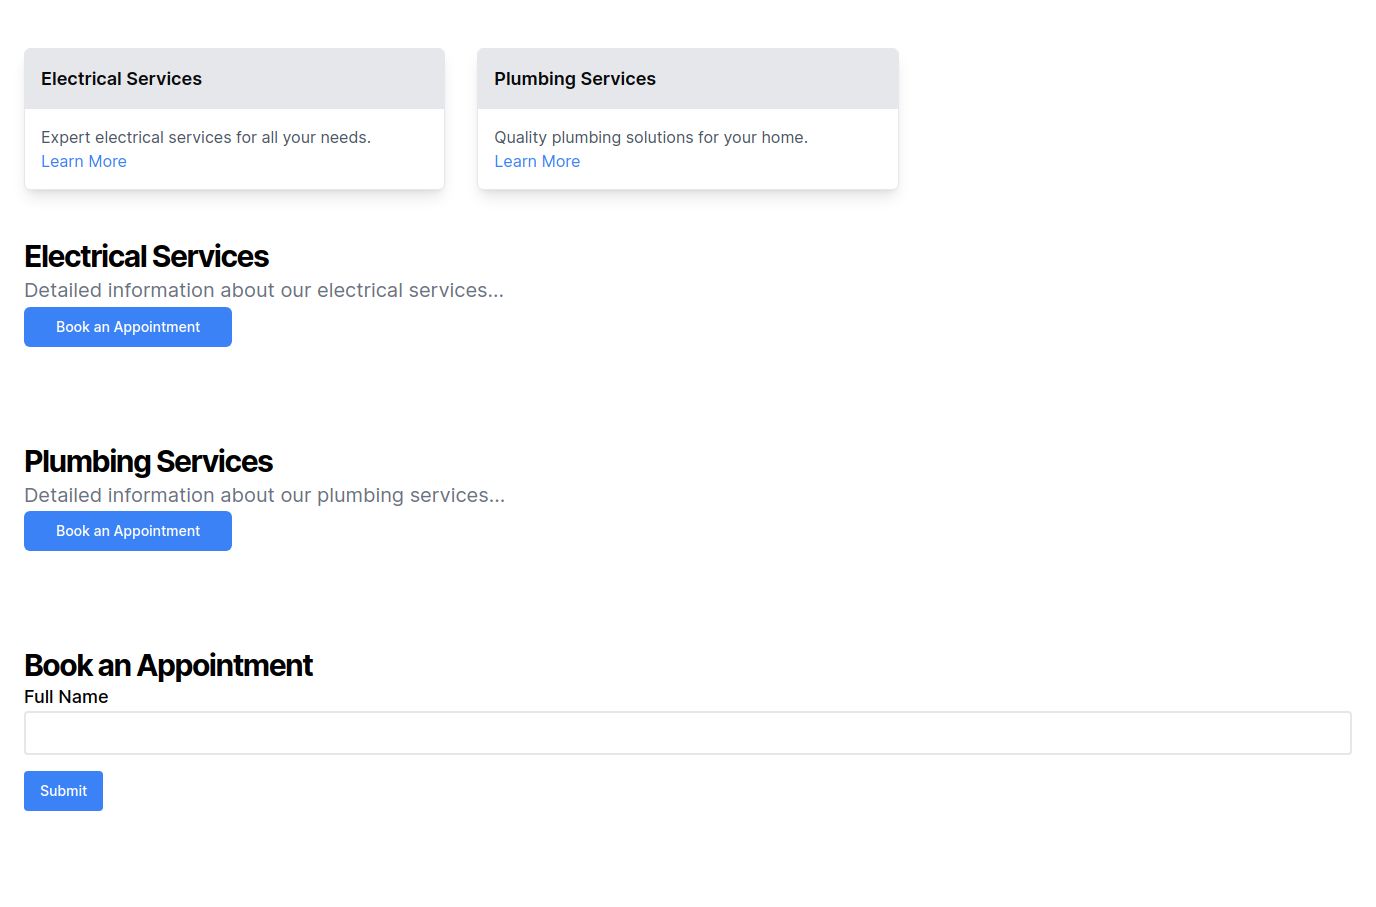 Electrical Services
Expert electrical services for all your needs.
Learn More
Plumbing Services
Quality plumbing solutions for your home.
Learn More
Electrical Services
Detailed information about our electrical services...
Book an Appointment
Plumbing Services
Detailed information about our plumbing services...
Book an Appointment
Book an Appointment
Full Name
Submit